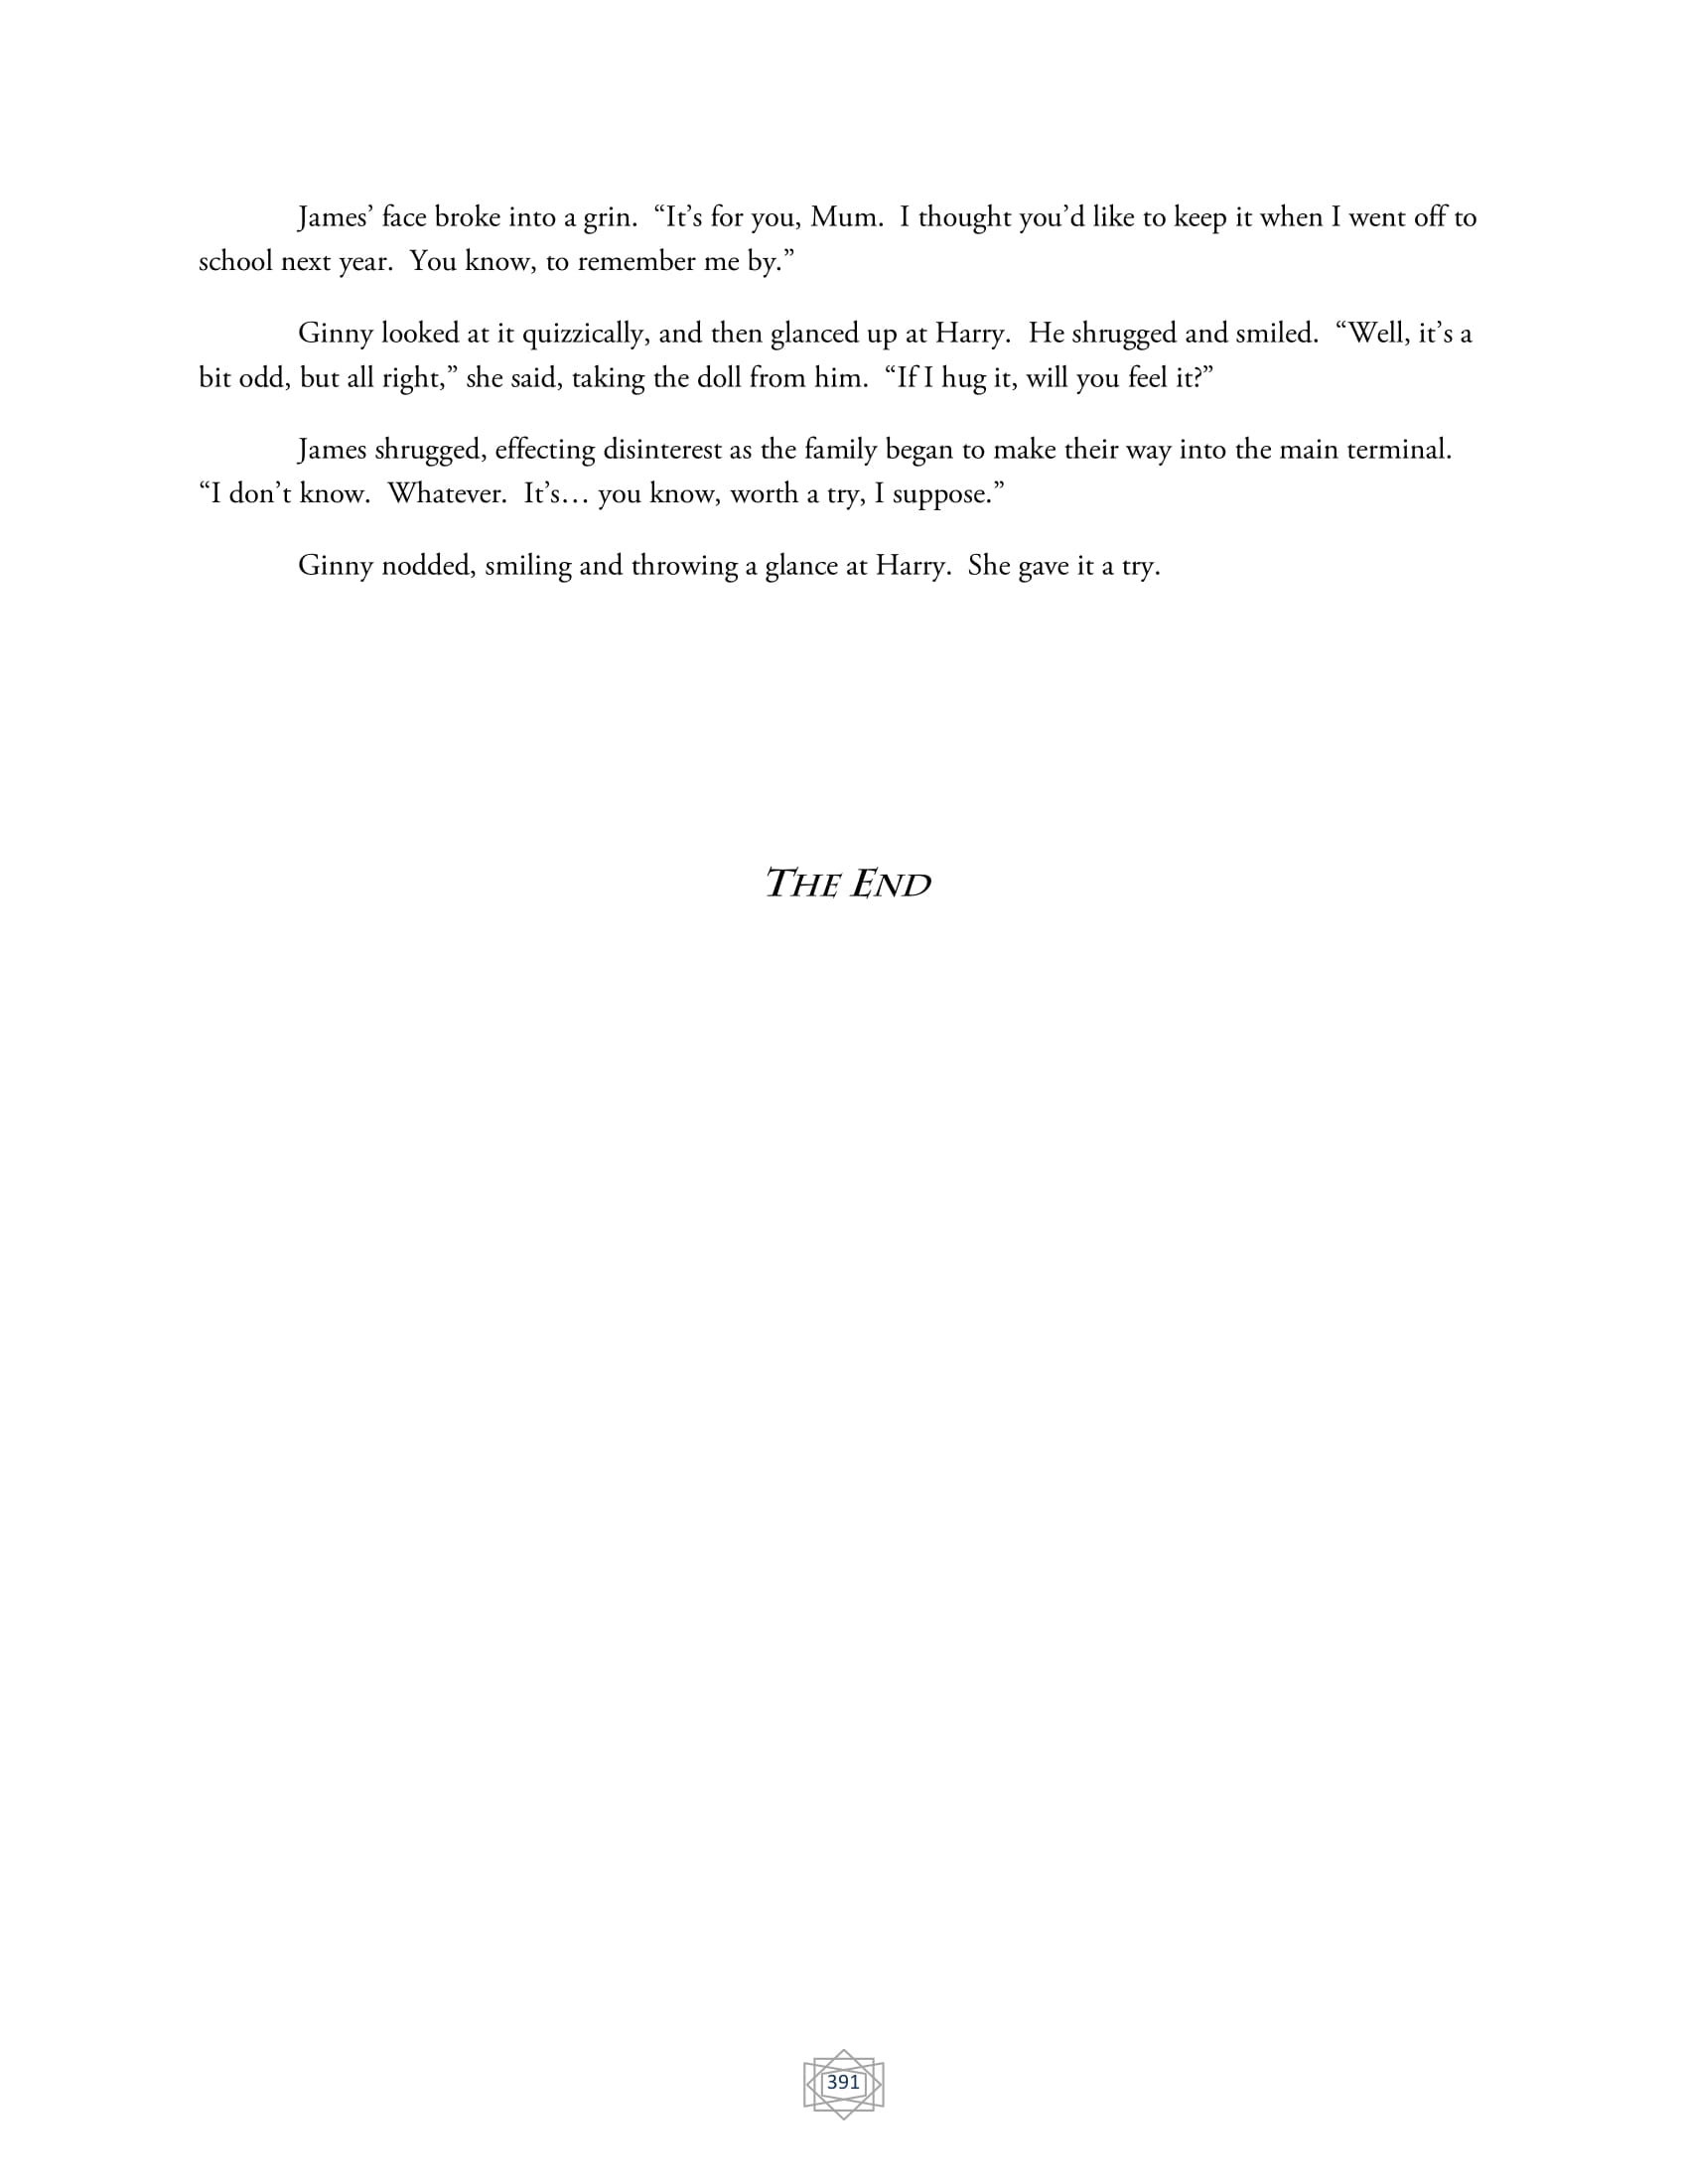 James’ face broke into a grin.  “It’s for you, Mum.  I thought you’d like to keep it when I went off to
school next year.  You know, to remember me by.”
Ginny looked at it quizzically, and then glanced up at Harry.  He shrugged and smiled.  “Well, it’s a
bit odd, but all right,” she said, taking the doll from him.  “If I hug it, will you feel it?”
James shrugged, effecting disinterest as the family began to make their way into the main terminal.
“I don’t know.  Whatever.  It’s… you know, worth a try, I suppose.”
Ginny nodded, smiling and throwing a glance at Harry.  She gave it a try.
THE END
391